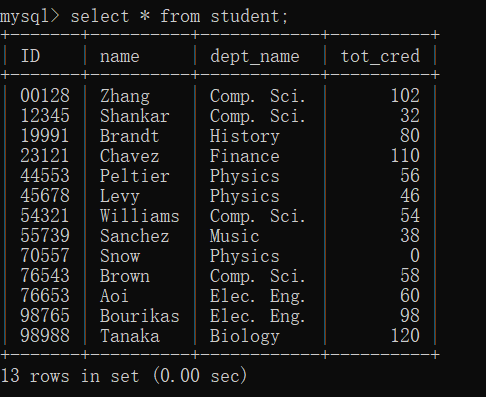 mysql> select * from student;
+-------+----------+------------+----------+
| ID    | name     | dept_name  | tot_cred |
+-------+----------+------------+----------+
| 00128 | Zhang    | Comp. Sci. |      102 |
| 12345 | Shankar  | Comp. Sci. |       32 |
| 19991 | Brandt   | History    |       80 |
| 23121 | Chavez   | Finance    |      110 |
| 44553 | Peltier  | Physics    |       56 |
| 45678 | Levy     | Physics    |       46 |
| 54321 | Williams | Comp. Sci. |       54 |
| 55739 | Sanchez  | Music      |       38 |
| 70557 | Snow     | Physics    |        0 |
| 76543 | Brown    | Comp. Sci. |       58 |
| 76653 | Aoi      | Elec. Eng. |       60 |
| 98765 | Bourikas | Elec. Eng. |       98 |
| 98988 | Tanaka   | Biology    |      120 |
+-------+----------+------------+----------+
13 rows in set (0.00 sec)